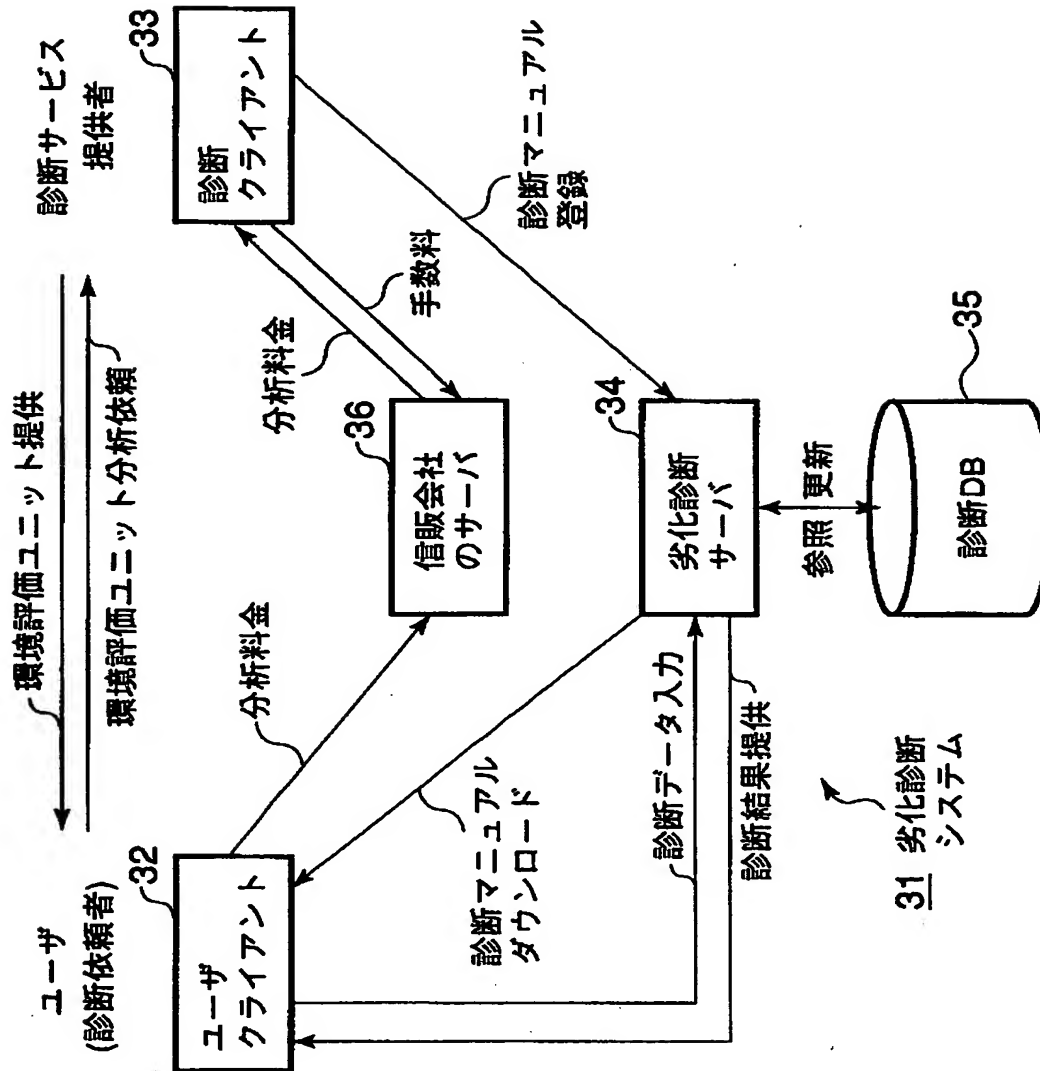 ユーザ
(診断依頼者)
環境評価ユニット提供
環境評価ユニット分析依頼
診断サービス
提供者
32
ユーザ
クライアント
33
診断
クライアント
分析料金
分析料金
手数料
36
信販会社
のサーバ
診断マニュアル
ダウンロード
診断マニュアル
登録
34
劣化診断
サーバ
診断データ入力
診断結果提供
参照 更新
35
診断DB
31 劣化診断
システム